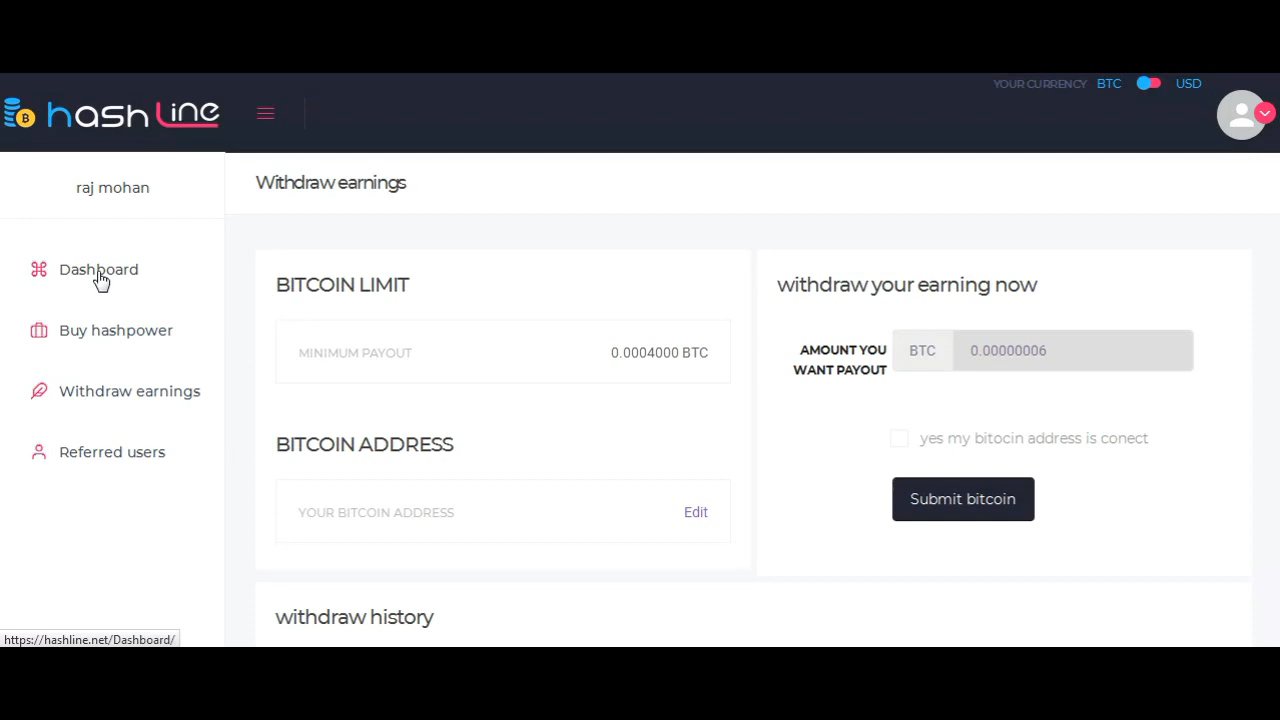 YOUR CURRENCY BTC USD
hash Line
raj mohan
Withdraw earnings
Dashboard
Buy hashpower
Withdraw earnings
Referred users
BITCOIN LIMIT
MINIMUM PAYOUT 0.0004000 BTC
BITCOIN ADDRESS
YOUR BITCOIN ADDRESS Edit
withdraw your earning now
AMOUNT YOU
WANT PAYOUT
BTC 0.00000006
yes my bitocin address is conect
Submit bitcoin
withdraw history
https://hashline.net/Dashboard/